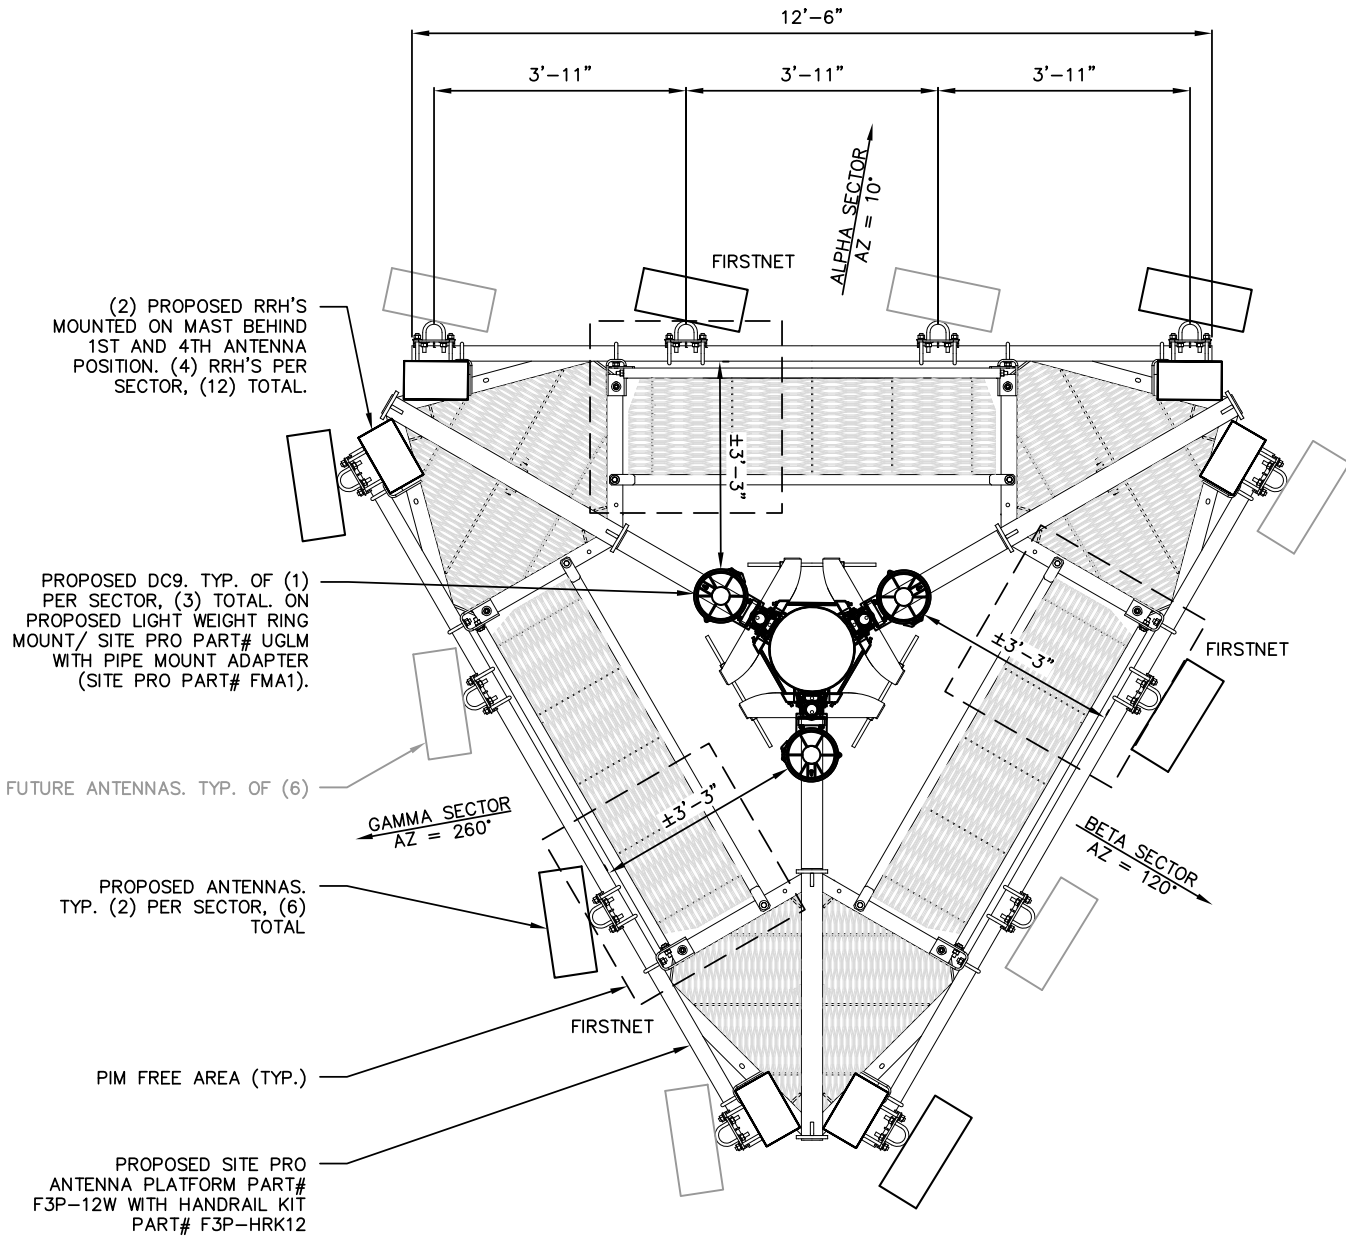 12'-6"
3'-11"
3'-11"
3'-11"
ALPHA SECTOR
AZ = 10°
FIRSTNET
(2) PROPOSED RRH'S
MOUNTED ON MAST BEHIND
1ST AND 4TH ANTENNA
POSITION. (4) RRH'S PER
SECTOR, (12) TOTAL.
±3'-3"
PROPOSED DC9. TYP. OF (1)
PER SECTOR, (3) TOTAL. ON
PROPOSED LIGHT WEIGHT RING
MOUNT/ SITE PRO PART# UGLM
WITH PIPE MOUNT ADAPTER
(SITE PRO PART# FMA1).
±3'-3"
FIRSTNET
FUTURE ANTENNAS. TYP. OF (6)
GAMMA SECTOR
AZ = 260°
±3'-3"
BETA SECTOR
AZ = 120°
PROPOSED ANTENNAS.
TYP. (2) PER SECTOR, (6)
TOTAL
FIRSTNET
PIM FREE AREA (TYP.)
PROPOSED SITE PRO
ANTENNA PLATFORM PART#
F3P-12W WITH HANDRAIL KIT
PART# F3P-HRK12